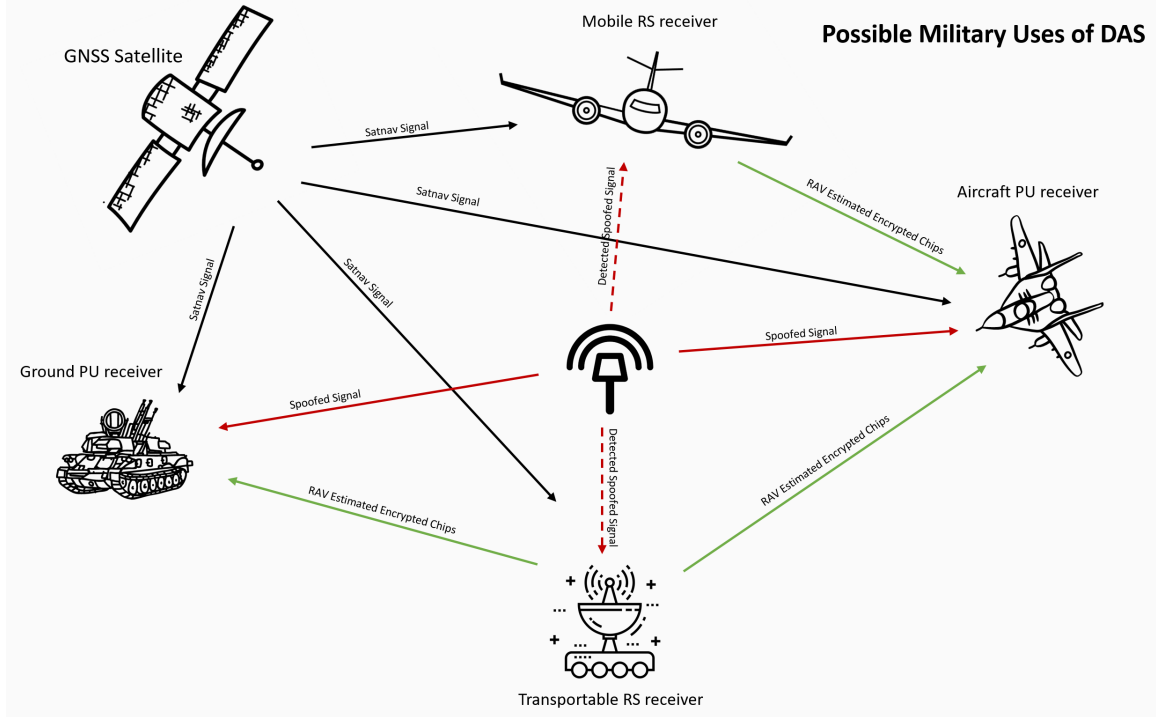 Mobile RS receiver
Possible Military Uses of DAS
GNSS Satellite
Satnav Signal
Satnav Signal
Detected Spoofed Signal
RAV Estimated Encrypted Chips
Aircraft PU receiver
Satnav Signal
Satnav Signal
Spoofed Signal
Ground PU receiver
Spoofed Signal
Detected Spoofed Signal
RAV Estimated Encrypted Chips
RAV Estimated Encrypted Chips
Transportable RS receiver